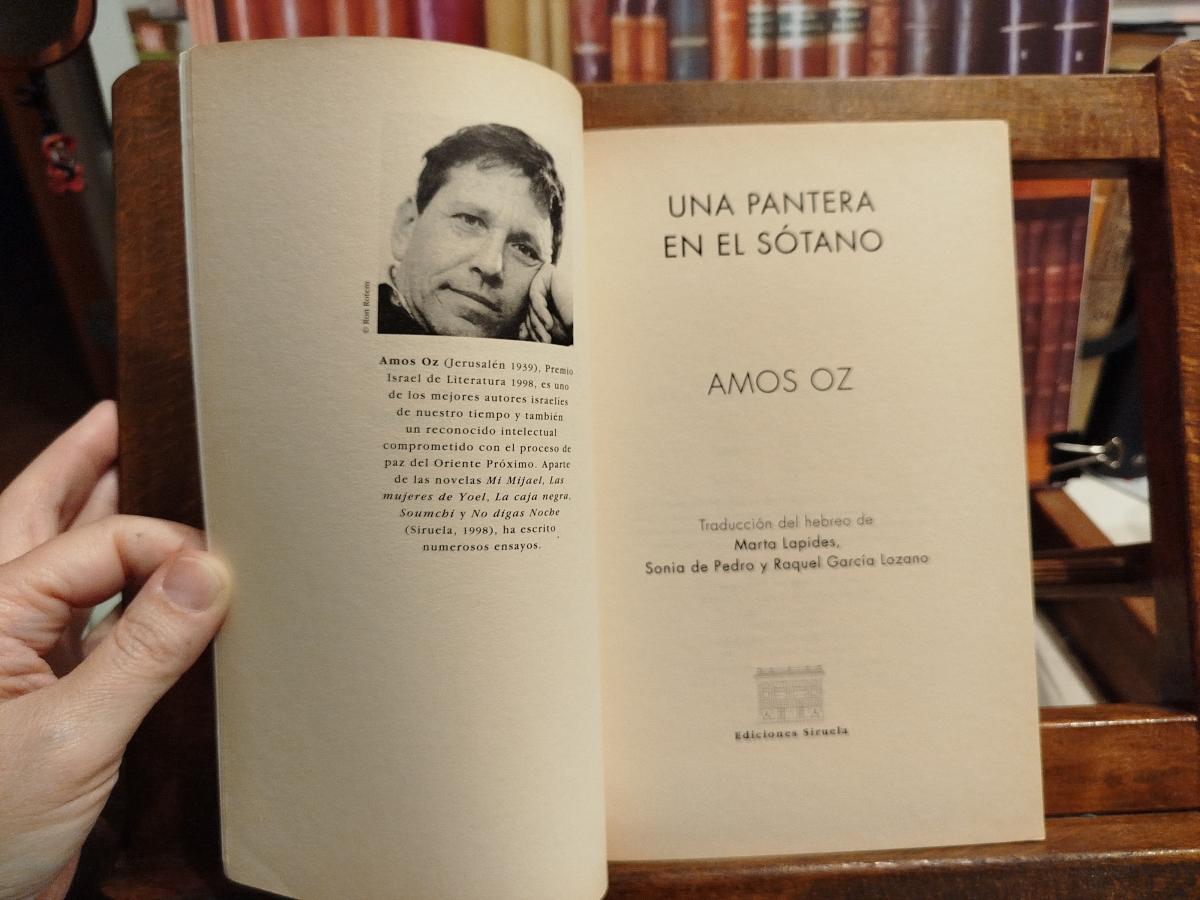 © Ron Rotem
Amos Oz (Jerusalén 1939), Premio
Israel de Literatura 1998, es uno
de los mejores autores israelíes
de nuestro tiempo y también
un reconocido intelectual
comprometido con el proceso de
paz del Oriente Próximo. Aparte
de las novelas Mi Mijael, Las
mujeres de Yoel, La caja negra,
Soumchi y No digas Noche
(Siruela, 1998), ha escrito
numerosos ensayos.
UNA PANTERA
EN EL SÓTANO
AMOS OZ
Traducción del hebreo de
Marta Lapides,
Sonia de Pedro y Raquel García Lozano
Ediciones Siruela